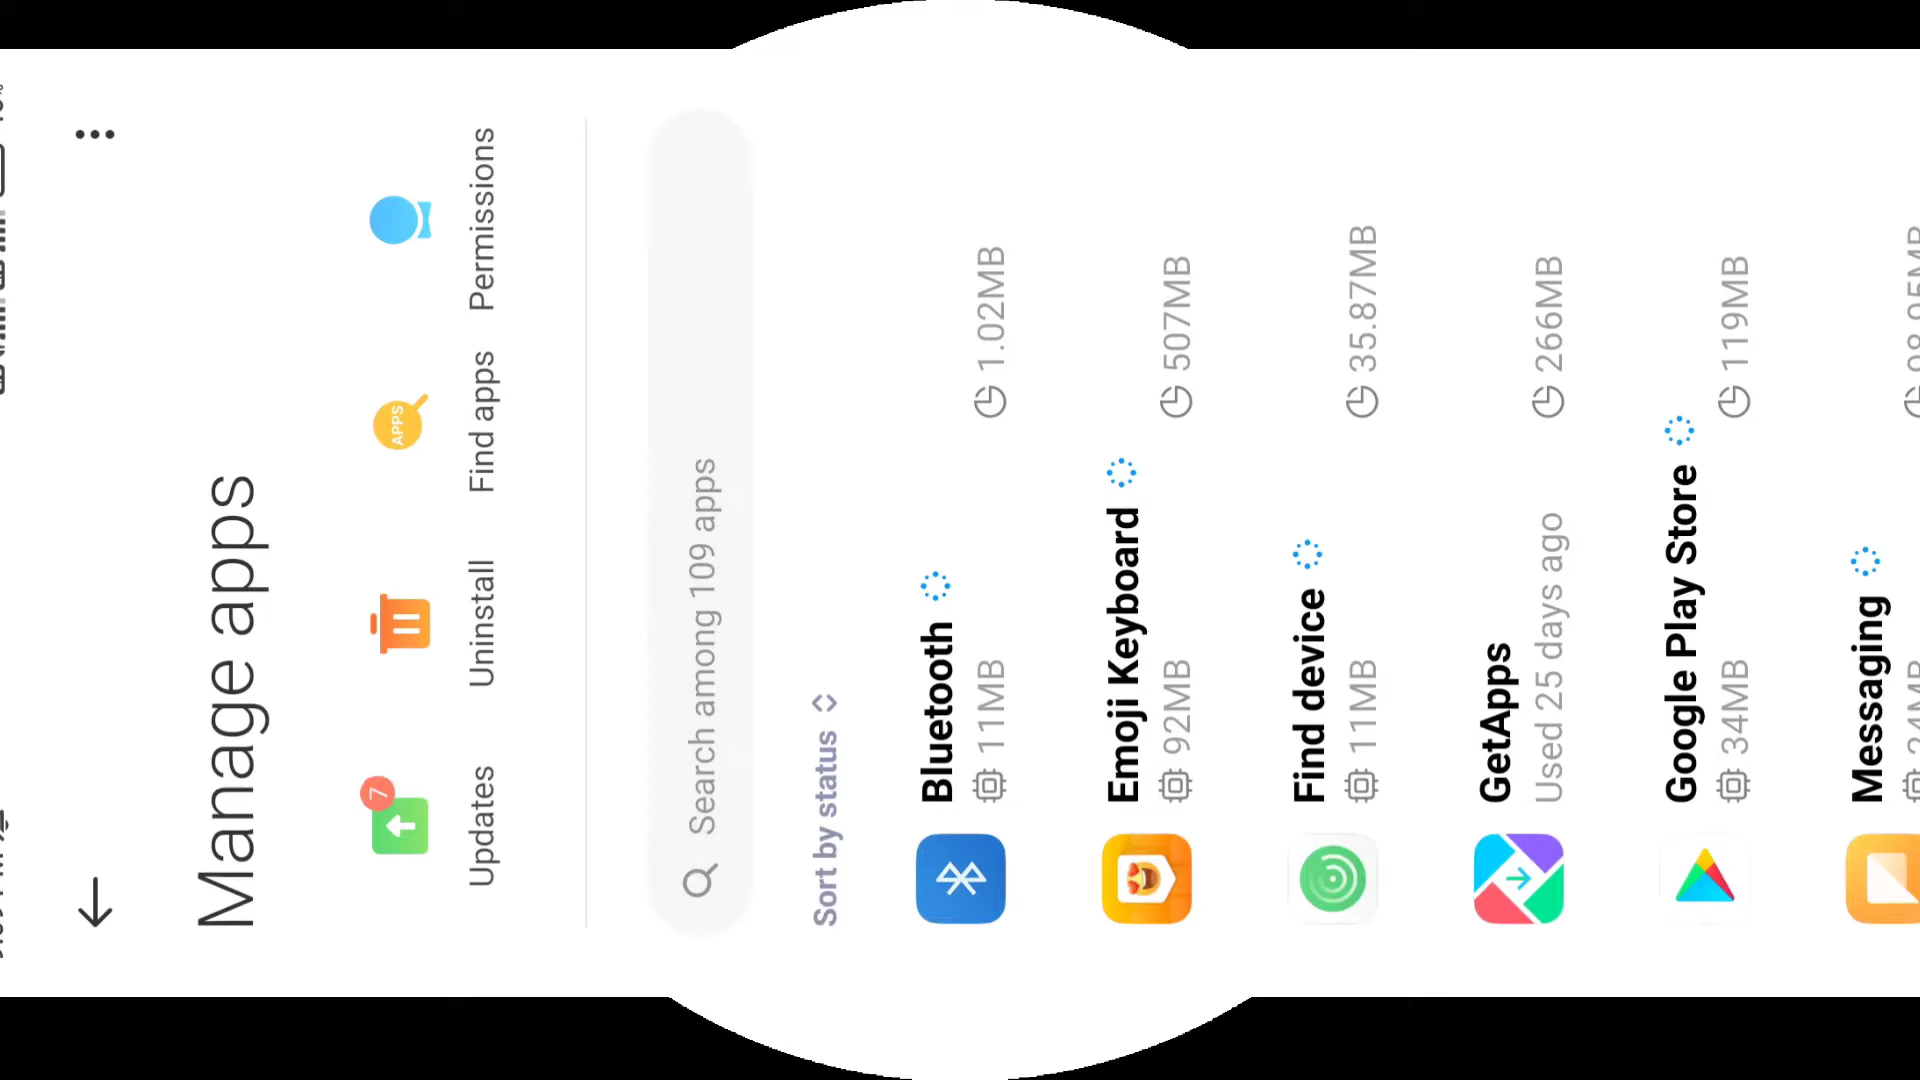 Manage apps
7
APPS
Updates Uninstall Find apps Permissions
Search among 109 apps
Sort by status
Bluetooth
11MB 1.02MB
Emoji Keyboard
92MB 507MB
Find device
11MB 35.87MB
GetApps
Used 25 days ago 266MB
Google Play Store
34MB 119MB
Messaging